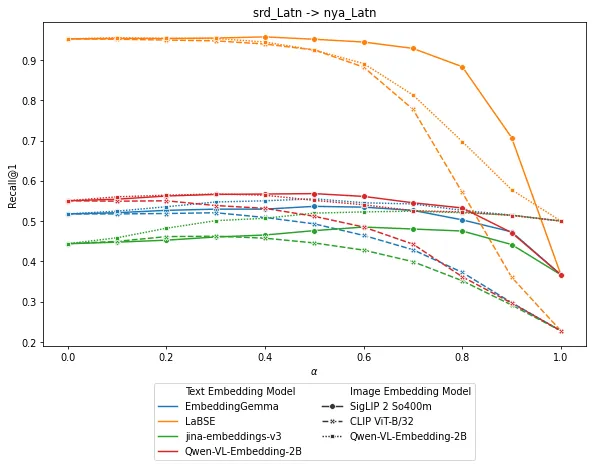 srd_Latn -> nya_Latn
Recall@1
0.9
0.8
0.7
0.6
0.5
0.4
0.3
0.2
0.0 0.2 0.4 0.6 0.8 1.0
α
Text Embedding Model Image Embedding Model
EmbeddingGemma SigLIP 2 So400m
LaBSE CLIP ViT-B/32
jina-embeddings-v3 Qwen-VL-Embedding-2B
Qwen-VL-Embedding-2B